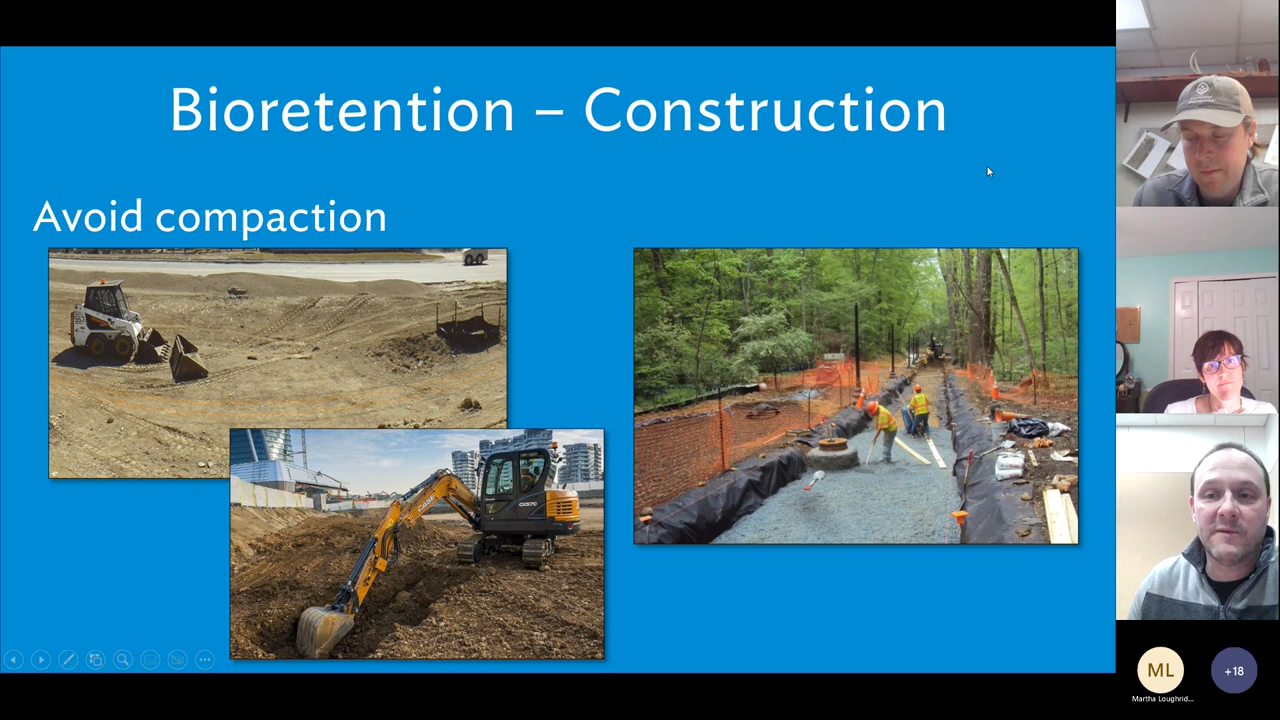 Bioretention – Construction
Avoid compaction
ML
+18
Martha Loughrid...